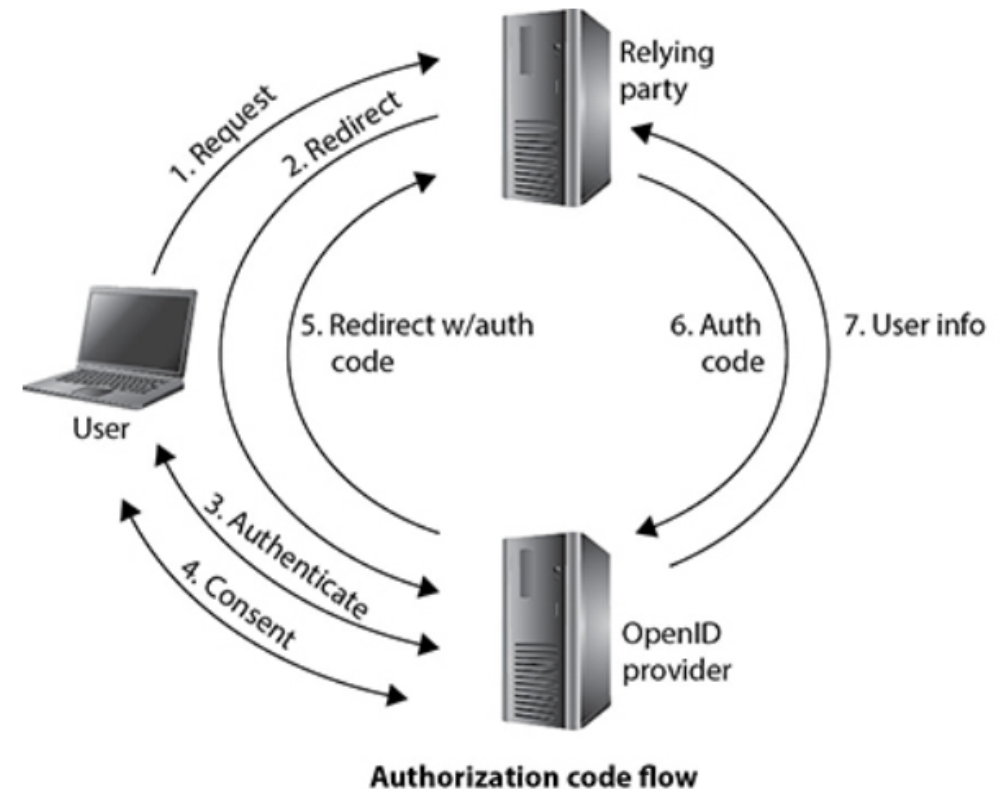 Relying
party
1. Request
2. Redirect
5. Redirect w/auth
code
6. Auth
code
7. User info
User
3. Authenticate
4. Consent
OpenID
provider
Authorization code flow